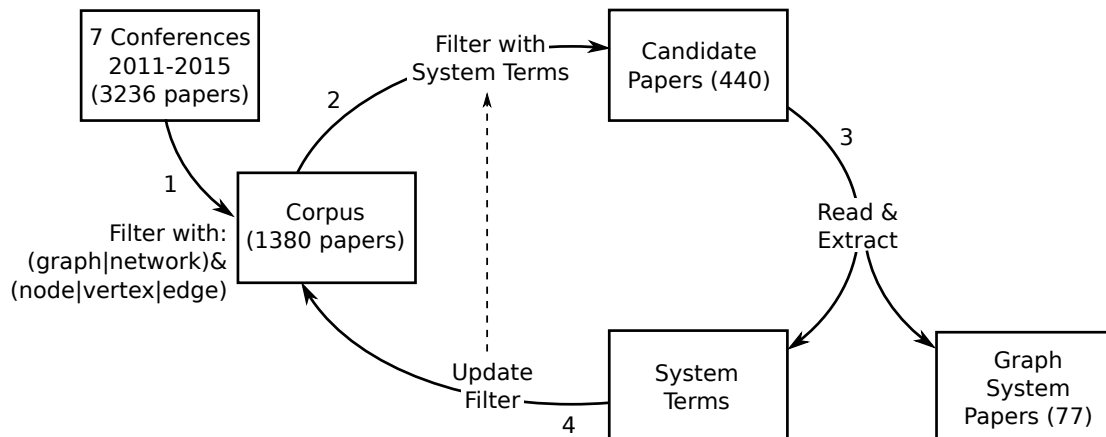 7 Conferences
2011-2015
(3236 papers)
1
Filter with:
(graph|network)&
(node|vertex|edge)
Corpus
(1380 papers)
2
Filter with
System Terms
Candidate
Papers (440)
3
Read &
Extract
System
Terms
Graph
System
Papers (77)
4
Update
Filter